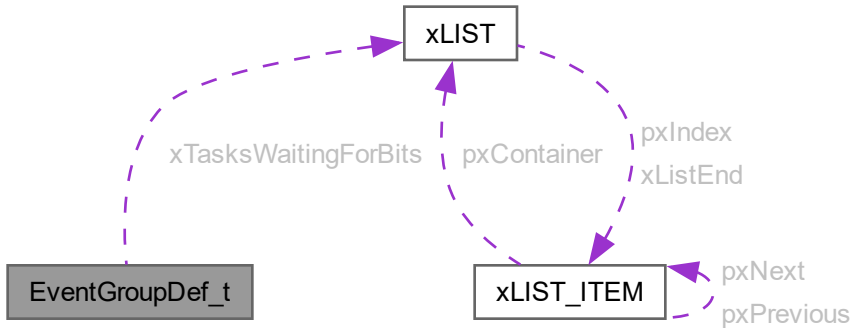 xLIST
pxIndex
xTasksWaitingForBits
pxContainer
xListEnd
EventGroupDef_t
xLIST_ITEM
pxNext
pxPrevious